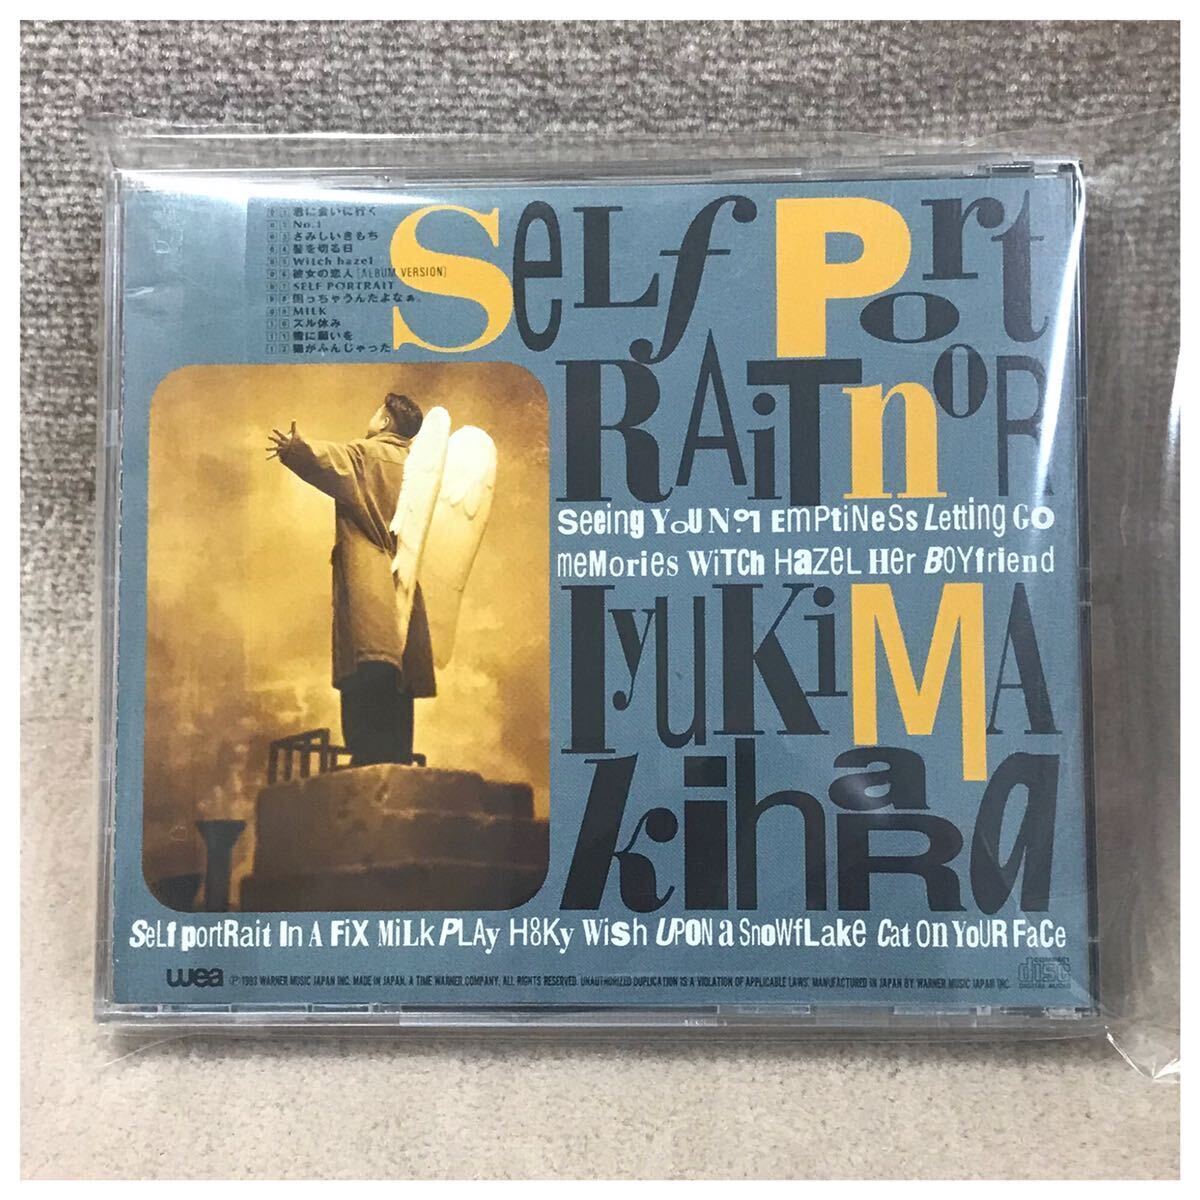 01 君に会いに行く
02 No.1
03 さみしいきもち
04 髪を切る日
05 Witch hazel
06 彼女の恋人 [ALBUM VERSION]
07 SELF PORTRAIT
08 困っちゃうんだよなぁ。
09 MILK
10 ズル休み
11 雪に願いを
12 猫がふんじゃった
SeLf Port
RAiT noR
Seeing YoU No.1 EmPtiNeSs Letting Go
meMories WiTCh HazeL Her BOYfriend
IyuKi MA
kihaRa
SeLf portRait In A FiX MiLk PLAy HoKy Wish UPON a SnoWfLake Cat On YoUR FaCe
wea ℗ 1993 WARNER MUSIC JAPAN INC. MADE IN JAPAN. A TIME WARNER COMPANY. ALL RIGHTS RESERVED. UNAUTHORIZED DUPLICATION IS A VIOLATION OF APPLICABLE LAWS. MANUFACTURED IN JAPAN BY WARNER MUSIC JAPAN INC.
COMPACT disc DIGITAL AUDIO